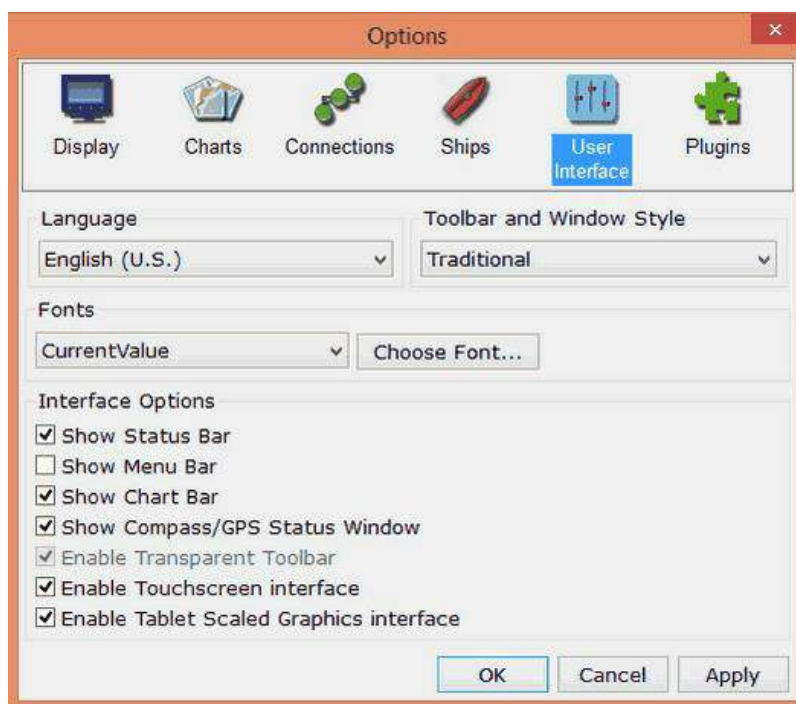 Options
Display Charts Connections Ships User Interface Plugins
Language
English (U.S.)
Toolbar and Window Style
Traditional
Fonts
CurrentValue
Choose Font...
Interface Options
Show Status Bar
Show Menu Bar
Show Chart Bar
Show Compass/GPS Status Window
Enable Transparent Toolbar
Enable Touchscreen interface
Enable Tablet Scaled Graphics interface
OK Cancel Apply